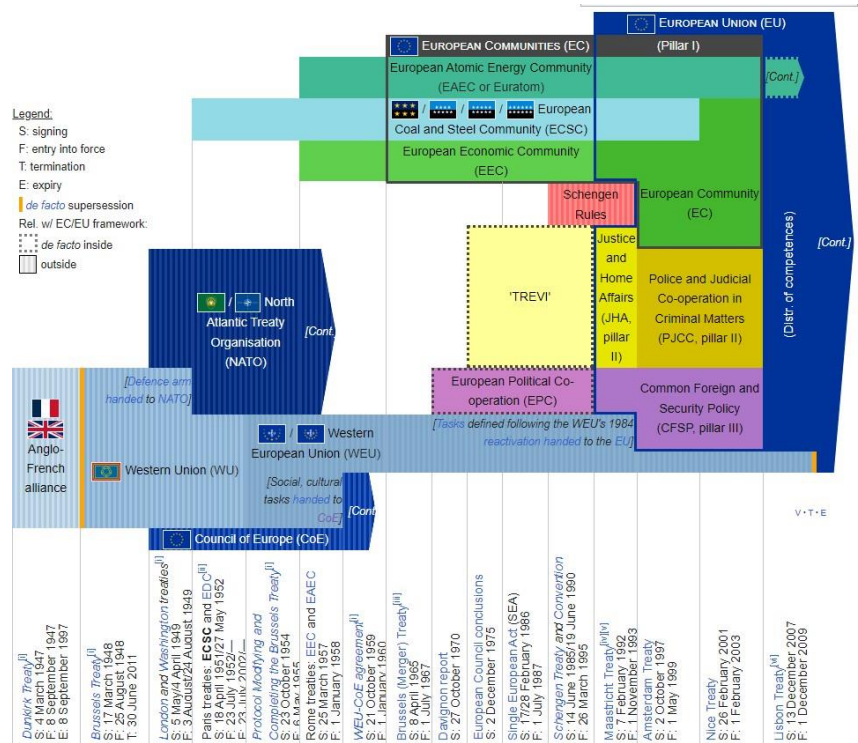 EUROPEAN UNION (EU)
EUROPEAN COMMUNITIES (EC)
(Pillar I)
European Atomic Energy Community
(EAEC or Euratom)
[Cont.]
/ / / European
Coal and Steel Community (ECSC)
European Economic Community
(EEC)
Legend:
S: signing
F: entry into force
T: termination
E: expiry
de facto supersession
Rel. w/ EC/EU framework:
de facto inside
outside
Schengen
Rules
European Community
(EC)
[Cont.]
(Distr. of competences)
'TREVI'
Justice
and
Home
Affairs
(JHA,
pillar
II)
Police and Judicial
Co-operation in
Criminal Matters
(PJCC, pillar II)
/ North
Atlantic Treaty
Organisation
(NATO)
[Cont.]
[Defence arm
handed to NATO]
European Political Co-
operation (EPC)
Common Foreign and
Security Policy
(CFSP, pillar III)
Anglo-
French
alliance
Western Union (WU)
/ Western
European Union (WEU)
[Tasks defined following the WEU's 1984
reactivation handed to the EU]
[Social, cultural
tasks handed to
CoE]
[Cont.
Council of Europe (CoE)
V · T · E
Dunkirk Treaty[i]
S: 4 March 1947
F: 8 September 1947
E: 8 September 1997
Brussels Treaty[i]
S: 17 March 1948
F: 25 August 1948
T: 30 June 2011
London and Washington treaties[i]
S: 5 May/4 April 1949
F: 3 August/24 August 1949
Paris treaties: ECSC and EDC[ii]
S: 18 April 1951/27 May 1952
F: 23 July 1952/—
E: 23 July 2002/—
Protocol Modifying and
Completing the Brussels Treaty[i]
S: 23 October 1954
F: 6 May 1955
Rome treaties: EEC and EAEC
S: 25 March 1957
F: 1 January 1958
WEU-CoE agreement[i]
S: 21 October 1959
F: 1 January 1960
Brussels (Merger) Treaty[iii]
S: 8 April 1965
F: 1 July 1967
Davignon report
S: 27 October 1970
European Council conclusions
S: 2 December 1975
Single European Act (SEA)
S: 17/28 February 1986
F: 1 July 1987
Schengen Treaty and Convention
S: 14 June 1985/19 June 1990
F: 26 March 1995
Maastricht Treaty[iv][v]
S: 7 February 1992
F: 1 November 1993
Amsterdam Treaty
S: 2 October 1997
F: 1 May 1999
Nice Treaty
S: 26 February 2001
F: 1 February 2003
Lisbon Treaty[vi]
S: 13 December 2007
F: 1 December 2009